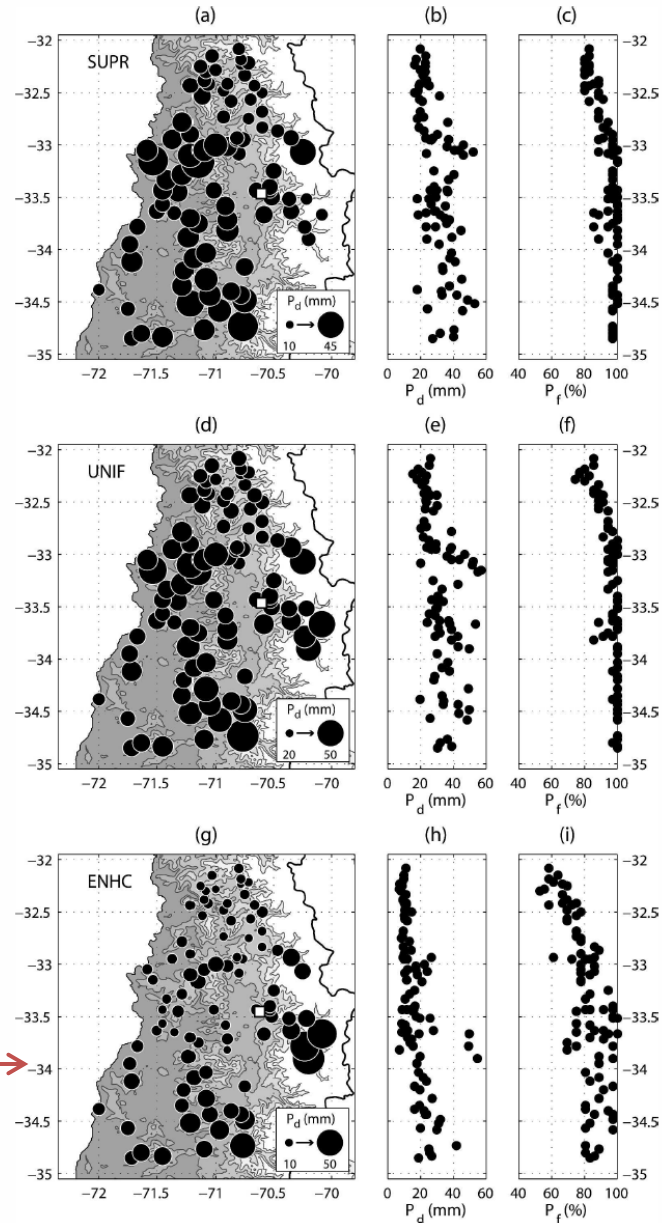 (a) (b) (c)
SUPR
−32 −32
−32.5 −32.5
−33 −33
−33.5 −33.5
−34 −34
−34.5 −34.5
−35 −35
P_d (mm)
10 → 45
−72 −71.5 −71 −70.5 −70
0 20 40 60
P_d (mm)
40 60 80 100
P_f (%)
(d) (e) (f)
UNIF
−32 −32
−32.5 −32.5
−33 −33
−33.5 −33.5
−34 −34
−34.5 −34.5
−35 −35
P_d (mm)
20 → 50
−72 −71.5 −71 −70.5 −70
0 20 40 60
P_d (mm)
40 60 80 100
P_f (%)
(g) (h) (i)
ENHC
−32 −32
−32.5 −32.5
−33 −33
−33.5 −33.5
−34 −34
−34.5 −34.5
−35 −35
P_d (mm)
10 → 50
−72 −71.5 −71 −70.5 −70
0 20 40 60
P_d (mm)
40 60 80 100
P_f (%)